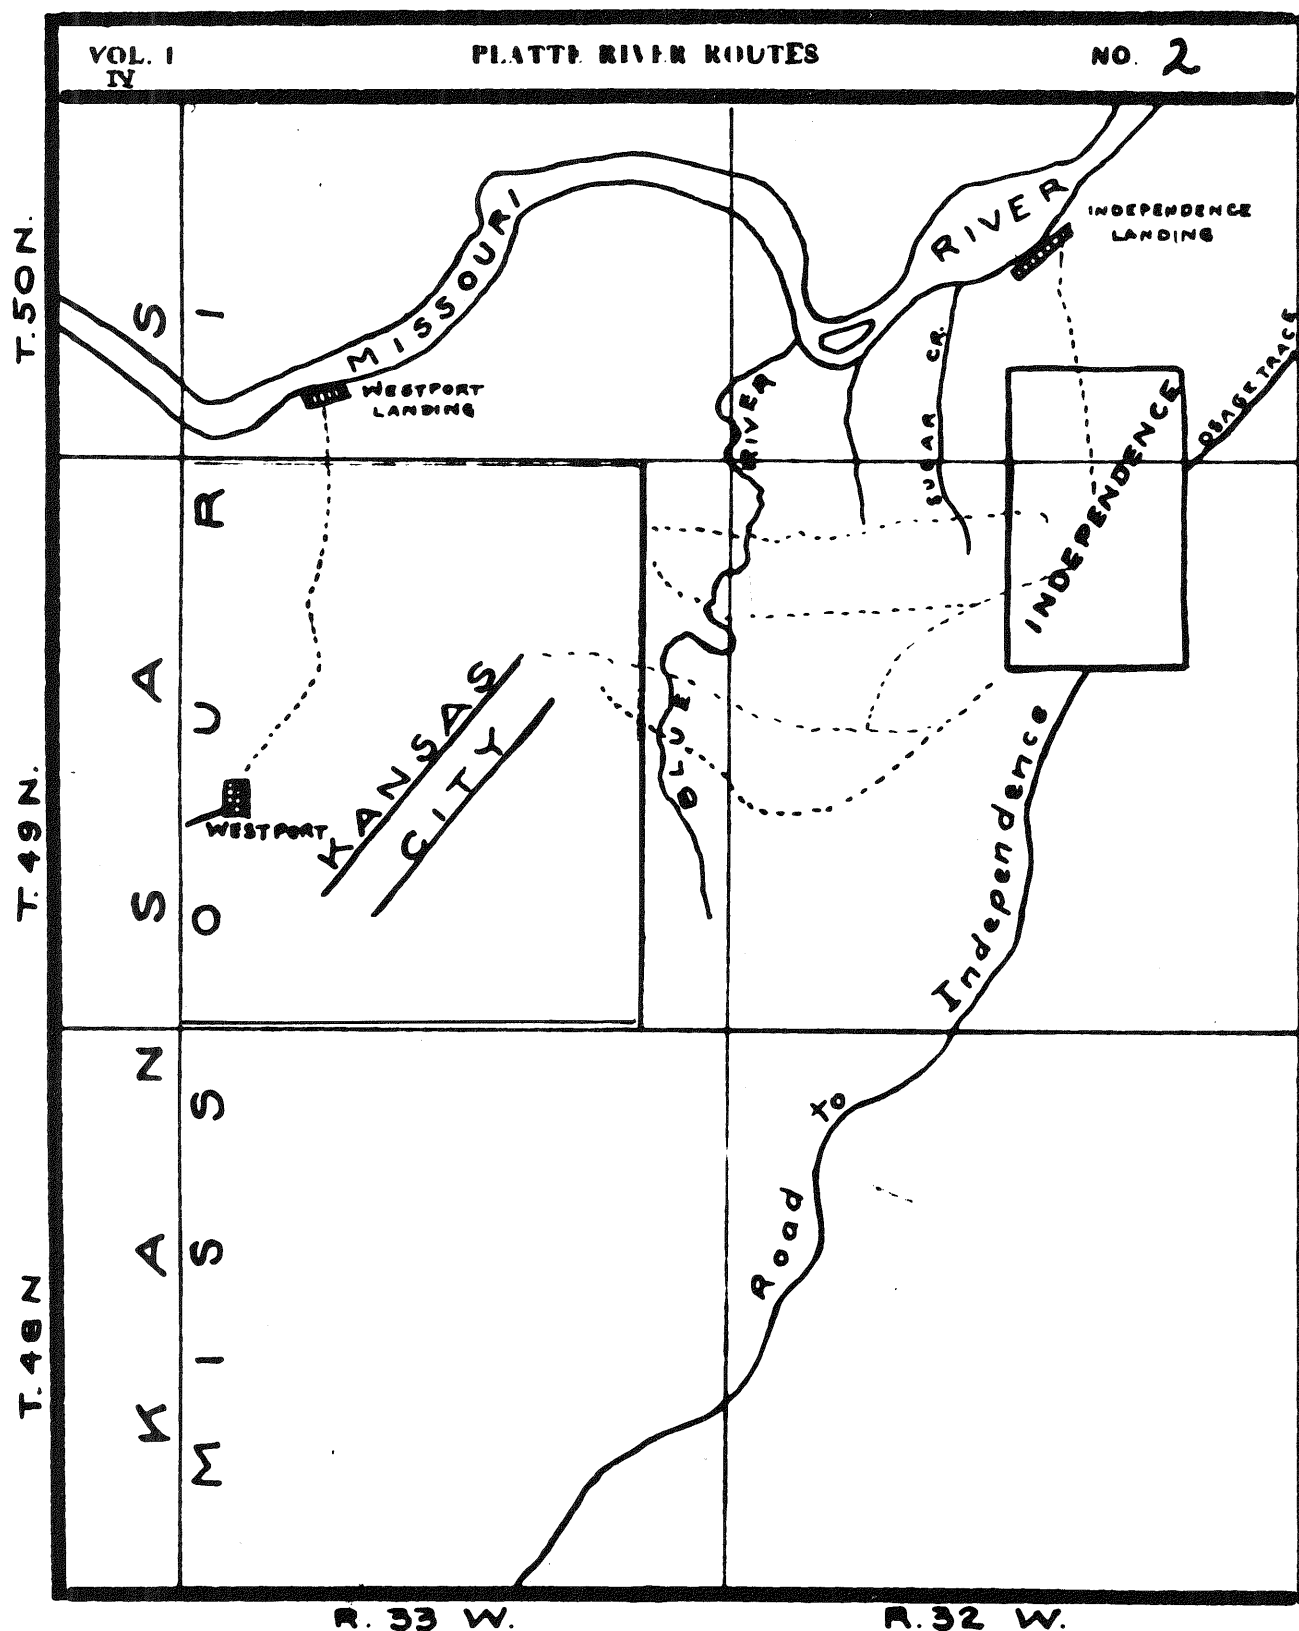 VOL. I
IV
PLATTE RIVER ROUTES
NO. 2
T. 50 N.
T. 49 N.
T. 48 N
KANSAS
MISSOURI
MISSOURI
RIVER
INDEPENDENCE
LANDING
WESTPORT
LANDING
RIVER
SUGAR CR.
INDEPENDENCE
OSAGE TRACE
BLUE
KANSAS
CITY
WESTPORT
Road to Independence
R. 33 W.
R. 32 W.